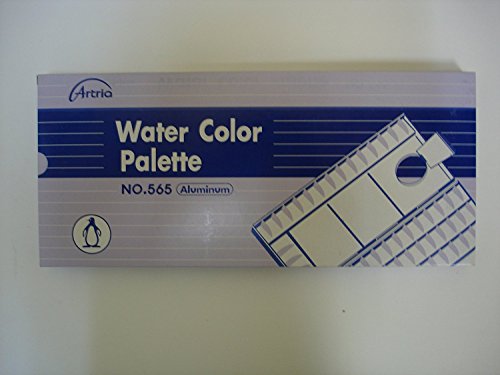 Artria
Water Color
Palette
NO.565 Aluminum